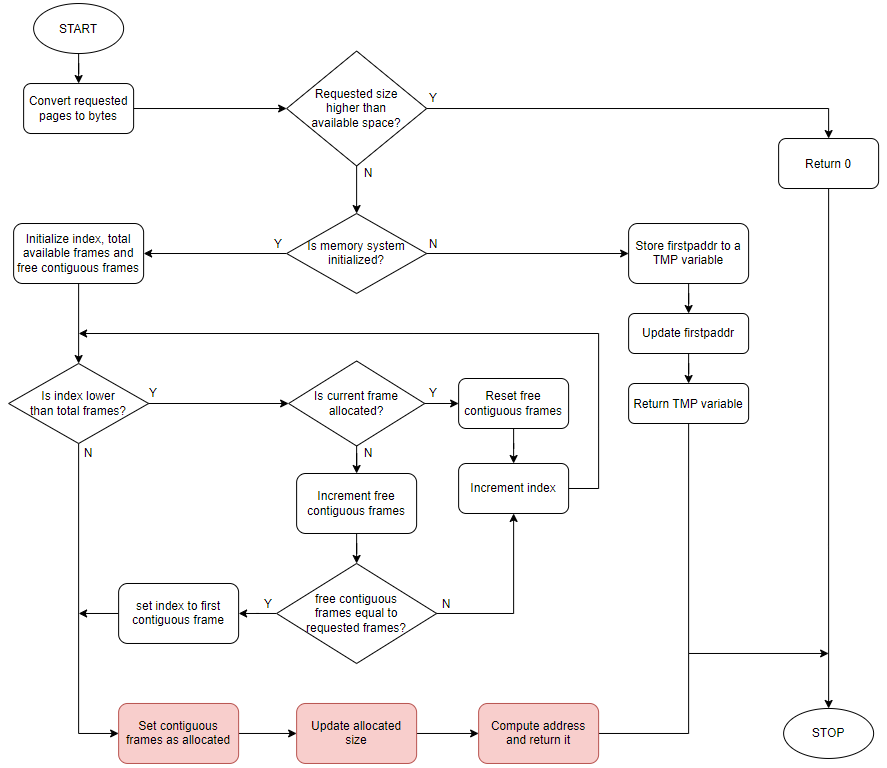 START
Convert requested
pages to bytes
Requested size
higher than
available space?
Y
N
Return 0
Initialize index, total
available frames and
free contiguous frames
Y
Is memory system
initialized?
N
Store firstpaddr to a
TMP variable
Update firstpaddr
Return TMP variable
Is index lower
than total frames?
Y
N
Is current frame
allocated?
Y
N
Reset free
contiguous frames
Increment index
Increment free
contiguous frames
free contiguous
frames equal to
requested frames?
Y
N
set index to first
contiguous frame
Set contiguous
frames as allocated
Update allocated
size
Compute address
and return it
STOP